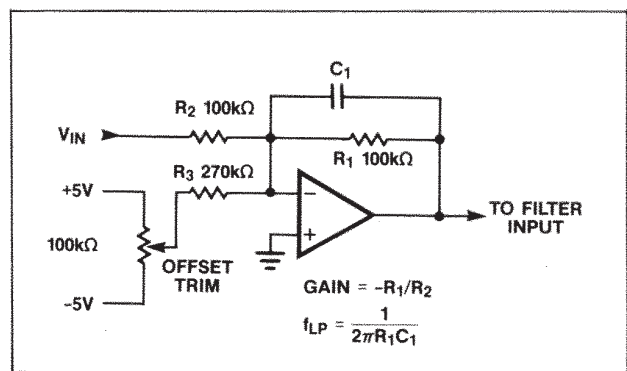 C1
R2 100kΩ
VIN
R1 100kΩ
R3 270kΩ
+5V
−
+
100kΩ
OFFSET
TRIM
-5V
TO FILTER
INPUT
GAIN = -R1/R2
fLP = 1
2πR1C1